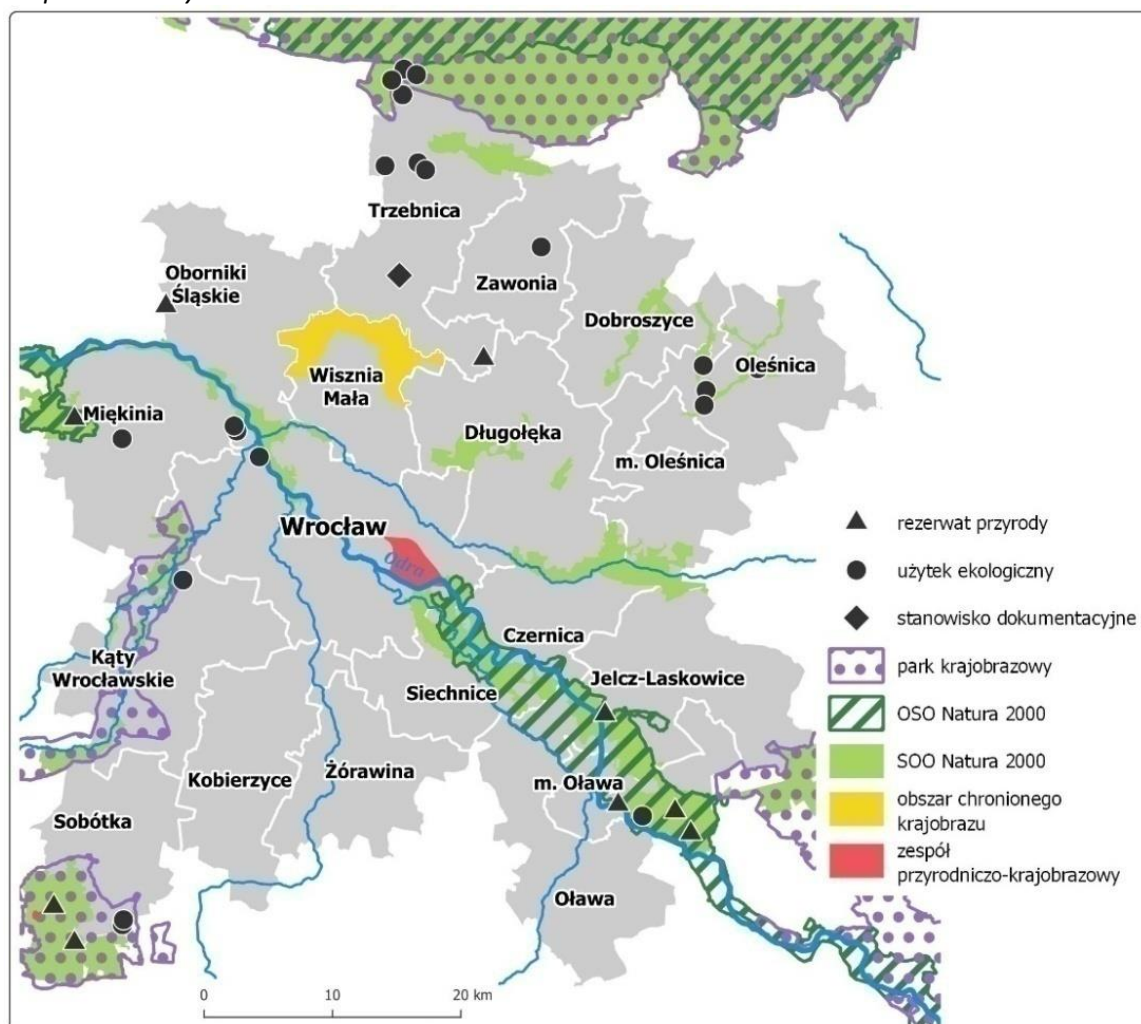 Trzebnica
Oborniki
Śląskie
Zawonia
Dobroszyce
Oleśnica
Wisznia
Mała
Miękinia
Długołęka
m. Oleśnica
Wrocław
Odra
Czernica
Kąty
Wrocławskie
Siechnice
Jelcz-Laskowice
Kobierzyce
Żórawina
m. Oława
Sobótka
Oława
rezerwat przyrody
użytek ekologiczny
stanowisko dokumentacyjne
park krajobrazowy
OSO Natura 2000
SOO Natura 2000
obszar chronionego
krajobrazu
zespół
przyrodniczo-krajobrazowy
0 10 20 km